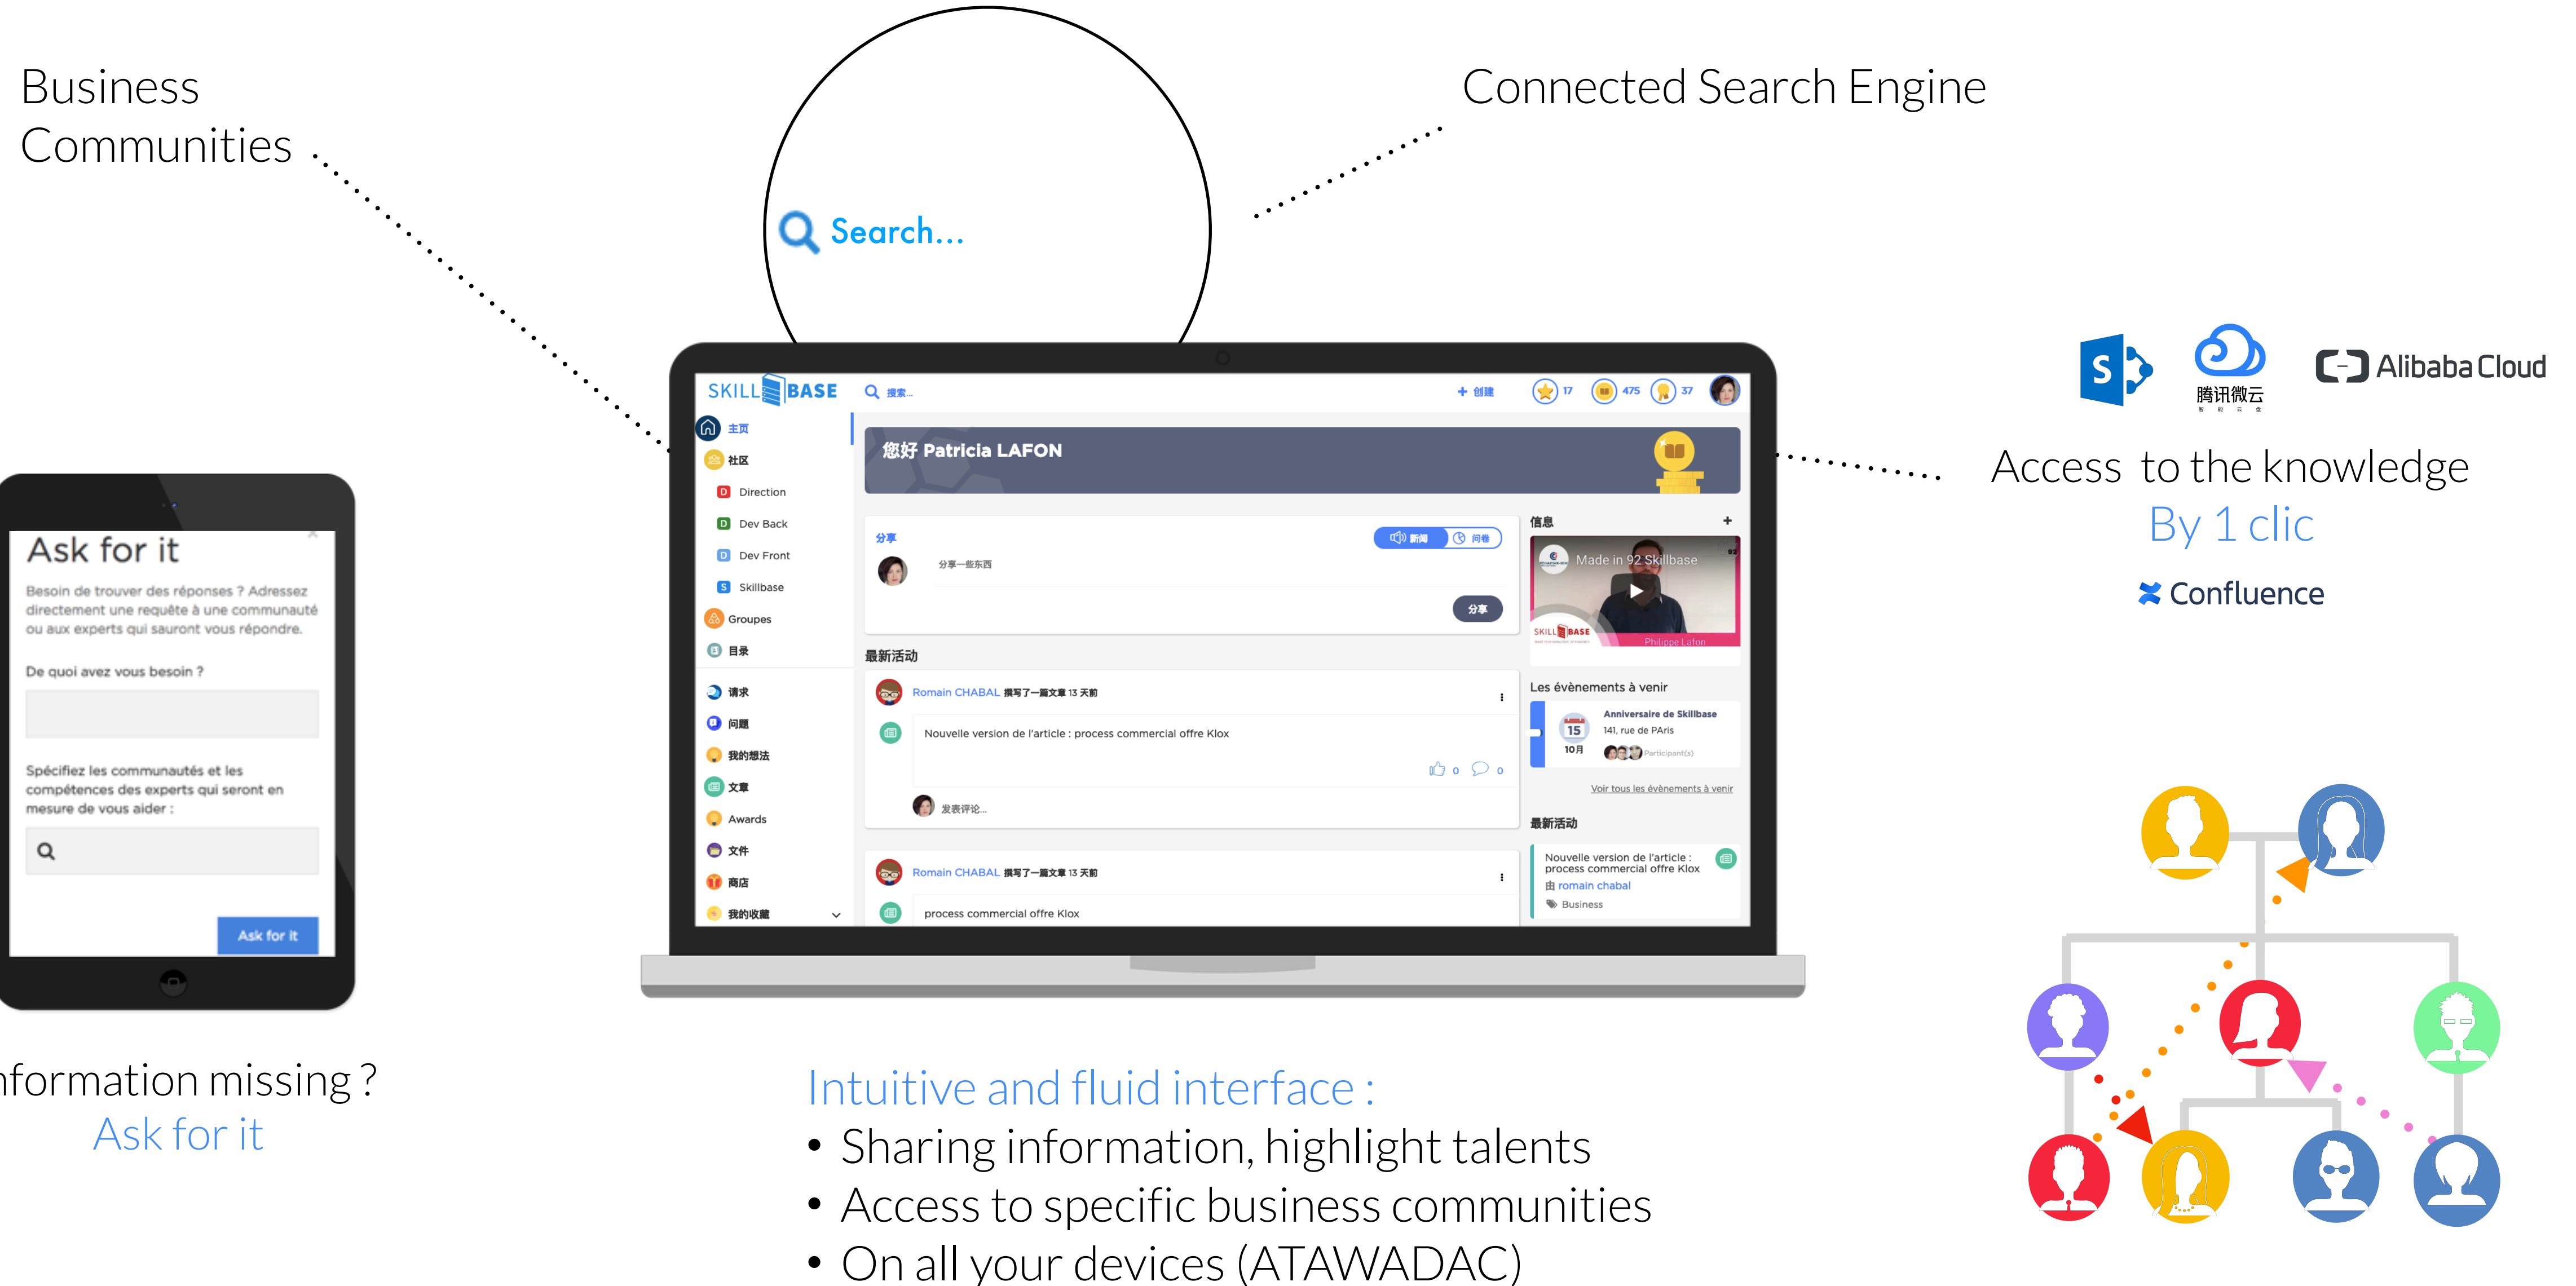 Business
Communities
Connected Search Engine
Search...
腾讯微云
Alibaba Cloud
Access to the knowledge
By 1 clic
Confluence
SKILL BASE
搜索...
+ 创建
17
475
37
主页
社区
D Direction
D Dev Back
D Dev Front
S Skillbase
Groupes
目录
请求
问题
我的想法
文章
Awards
文件
商店
我的收藏
您好 Patricia LAFON
分享
新闻
问卷
分享一些东西
分享
最新活动
Romain CHABAL 撰写了一篇文章 13 天前
Nouvelle version de l'article : process commercial offre Klox
0
0
发表评论...
Romain CHABAL 撰写了一篇文章 13 天前
process commercial offre Klox
信息
+
Made in 92 Skillbase
92
SKILL BASE
Philippe Lafon
Les évènements à venir
15
10月
Anniversaire de Skillbase
141, rue de PAris
Participant(s)
Voir tous les évènements à venir
最新活动
Nouvelle version de l'article :
process commercial offre Klox
由 romain chabal
Business
Ask for it
Besoin de trouver des réponses ? Adressez
directement une requête à une communauté
ou aux experts qui sauront vous répondre.
De quoi avez vous besoin ?
Spécifiez les communautés et les
compétences des experts qui seront en
mesure de vous aider :
Ask for it
nformation missing ?
Ask for it
Intuitive and fluid interface :
• Sharing information, highlight talents
• Access to specific business communities
• On all your devices (ATAWADAC)